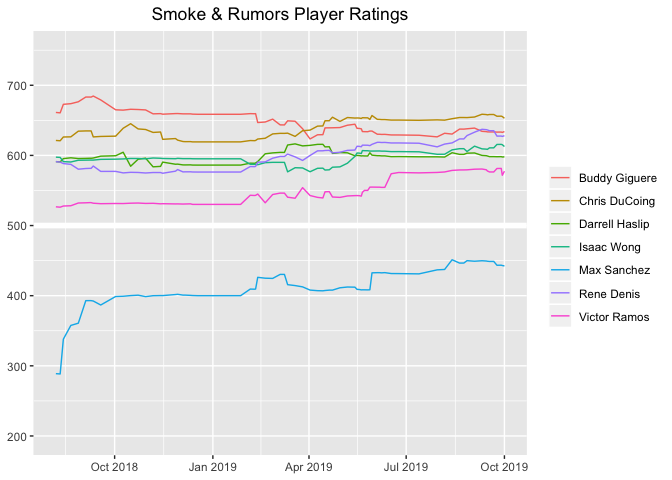 Smoke & Rumors Player Ratings
700
600
500
400
300
200
Oct 2018
Jan 2019
Apr 2019
Jul 2019
Oct 2019
Buddy Giguere
Chris DuCoing
Darrell Haslip
Isaac Wong
Max Sanchez
Rene Denis
Victor Ramos